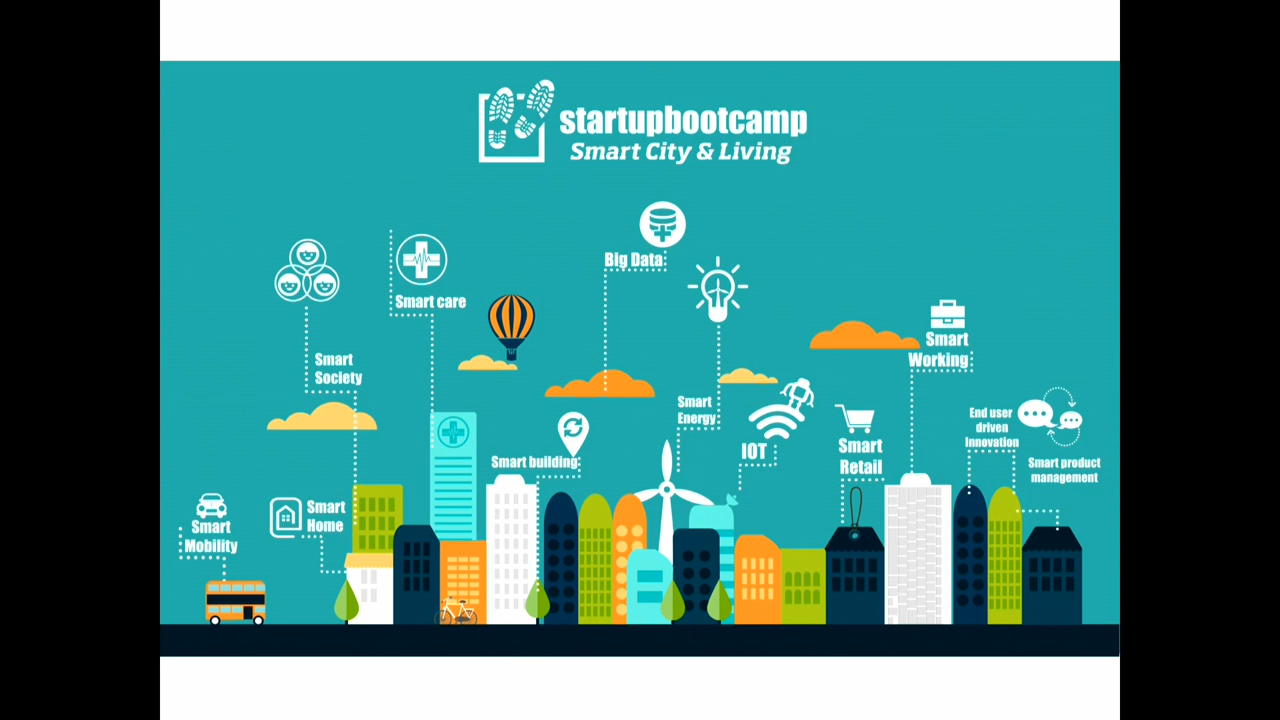 startupbootcamp
Smart City & Living
Big Data
Smart care
Smart
Working
Smart
Society
Smart
Energy
End user
driven
Innovation
IOT
Smart
Retail
Smart building
Smart product
management
Smart
Home
Smart
Mobility